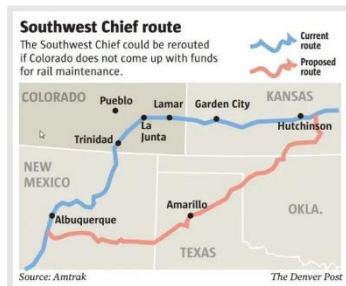 Southwest Chief route
The Southwest Chief could be rerouted
if Colorado does not come up with funds
for rail maintenance.
Current
route
Proposed
route
COLORADO
Pueblo
Lamar
Garden City
KANSAS
La
Junta
Hutchinson
Trinidad
NEW
MEXICO
Albuquerque
Amarillo
OKLA.
TEXAS
Source: Amtrak
The Denver Post